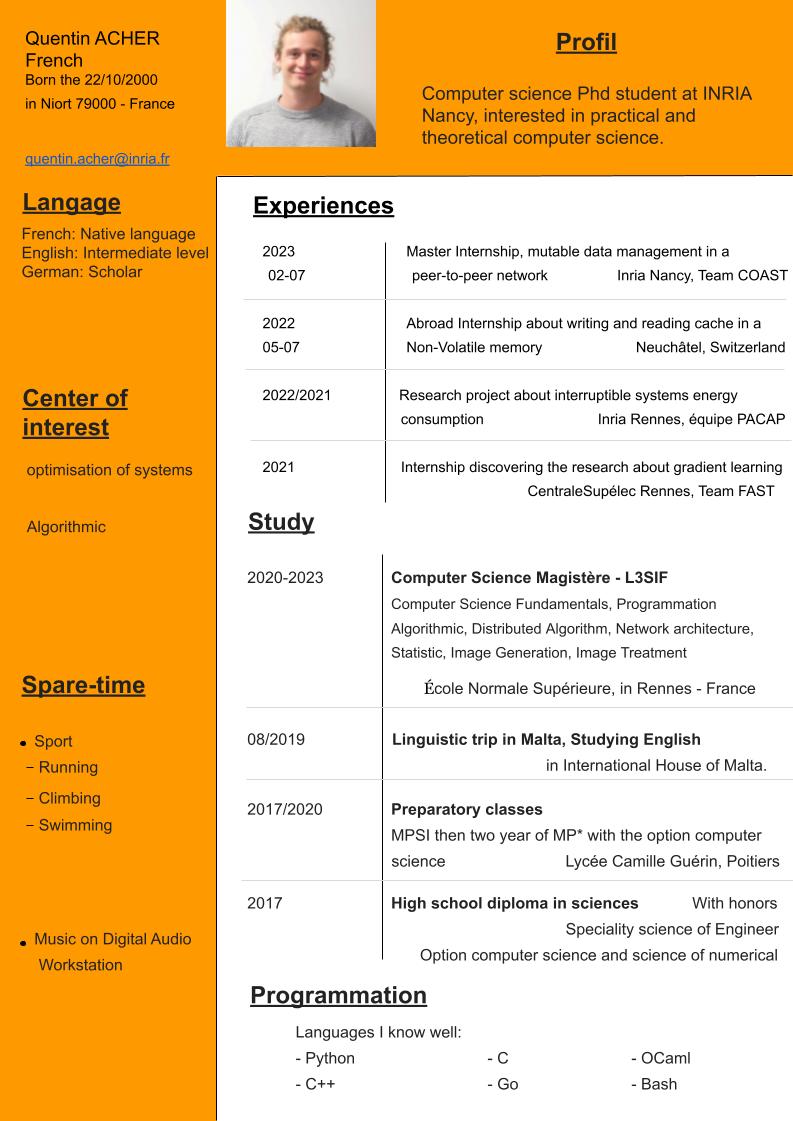 Quentin ACHER
French
Born the 22/10/2000
in Niort 79000 - France
quentin.acher@inria.fr
Profil
Computer science Phd student at INRIA
Nancy, interested in practical and
theoretical computer science.
Langage
French: Native language
English: Intermediate level
German: Scholar
Center of
interest
optimisation of systems
Algorithmic
Spare-time
• Sport
– Running
– Climbing
– Swimming
• Music on Digital Audio
Workstation
Experiences
2023 Master Internship, mutable data management in a
02-07 peer-to-peer network Inria Nancy, Team COAST
2022 Abroad Internship about writing and reading cache in a
05-07 Non-Volatile memory Neuchâtel, Switzerland
2022/2021 Research project about interruptible systems energy
consumption Inria Rennes, équipe PACAP
2021 Internship discovering the research about gradient learning
CentraleSupélec Rennes, Team FAST
Study
2020-2023 Computer Science Magistère - L3SIF
Computer Science Fundamentals, Programmation
Algorithmic, Distributed Algorithm, Network architecture,
Statistic, Image Generation, Image Treatment
École Normale Supérieure, in Rennes - France
08/2019 Linguistic trip in Malta, Studying English
in International House of Malta.
2017/2020 Preparatory classes
MPSI then two year of MP* with the option computer
science Lycée Camille Guérin, Poitiers
2017 High school diploma in sciences With honors
Speciality science of Engineer
Option computer science and science of numerical
Programmation
Languages I know well:
- Python - C - OCaml
- C++ - Go - Bash